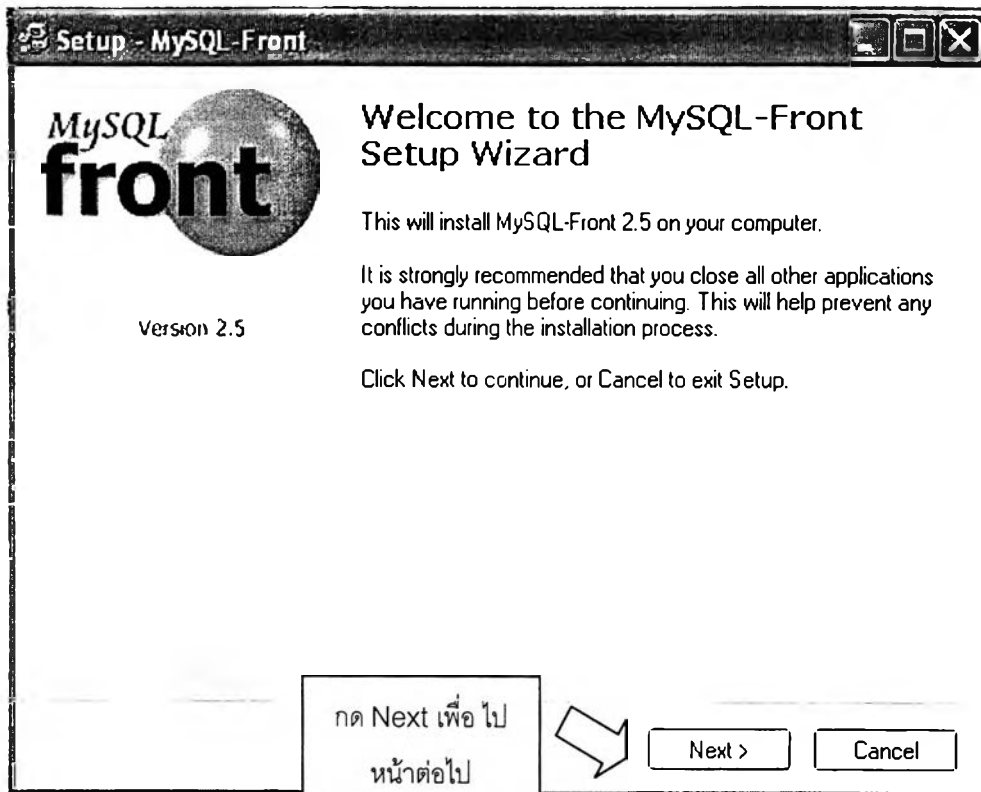 Setup - MySQL-Front
MySQL
front
Version 2.5
Welcome to the MySQL-Front
Setup Wizard
This will install MySQL-Front 2.5 on your computer.
It is strongly recommended that you close all other applications
you have running before continuing. This will help prevent any
conflicts during the installation process.
Click Next to continue, or Cancel to exit Setup.
กด Next เพื่อ ไป
หน้าต่อไป
Next >
Cancel